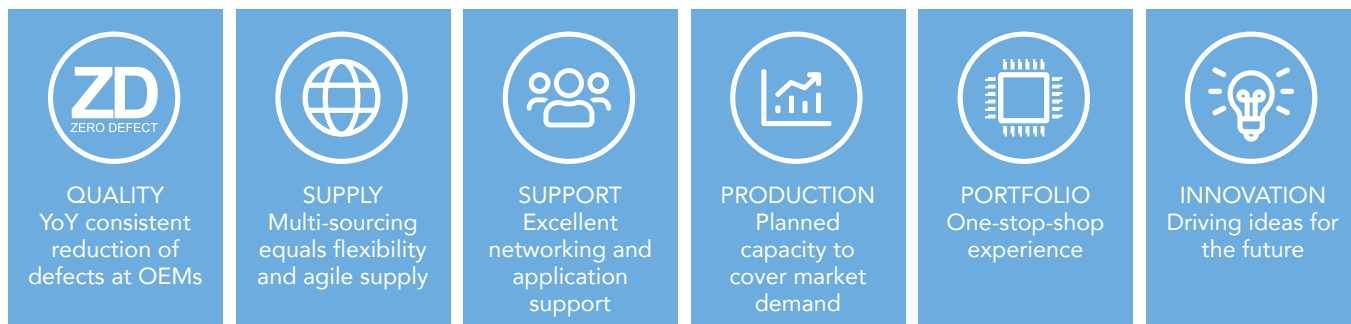 ZD
ZERO DEFECT
QUALITY
YoY consistent
reduction of
defects at OEMs
SUPPLY
Multi-sourcing
equals flexibility
and agile supply
SUPPORT
Excellent
networking and
application
support
PRODUCTION
Planned
capacity to
cover market
demand
PORTFOLIO
One-stop-shop
experience
INNOVATION
Driving ideas for
the future